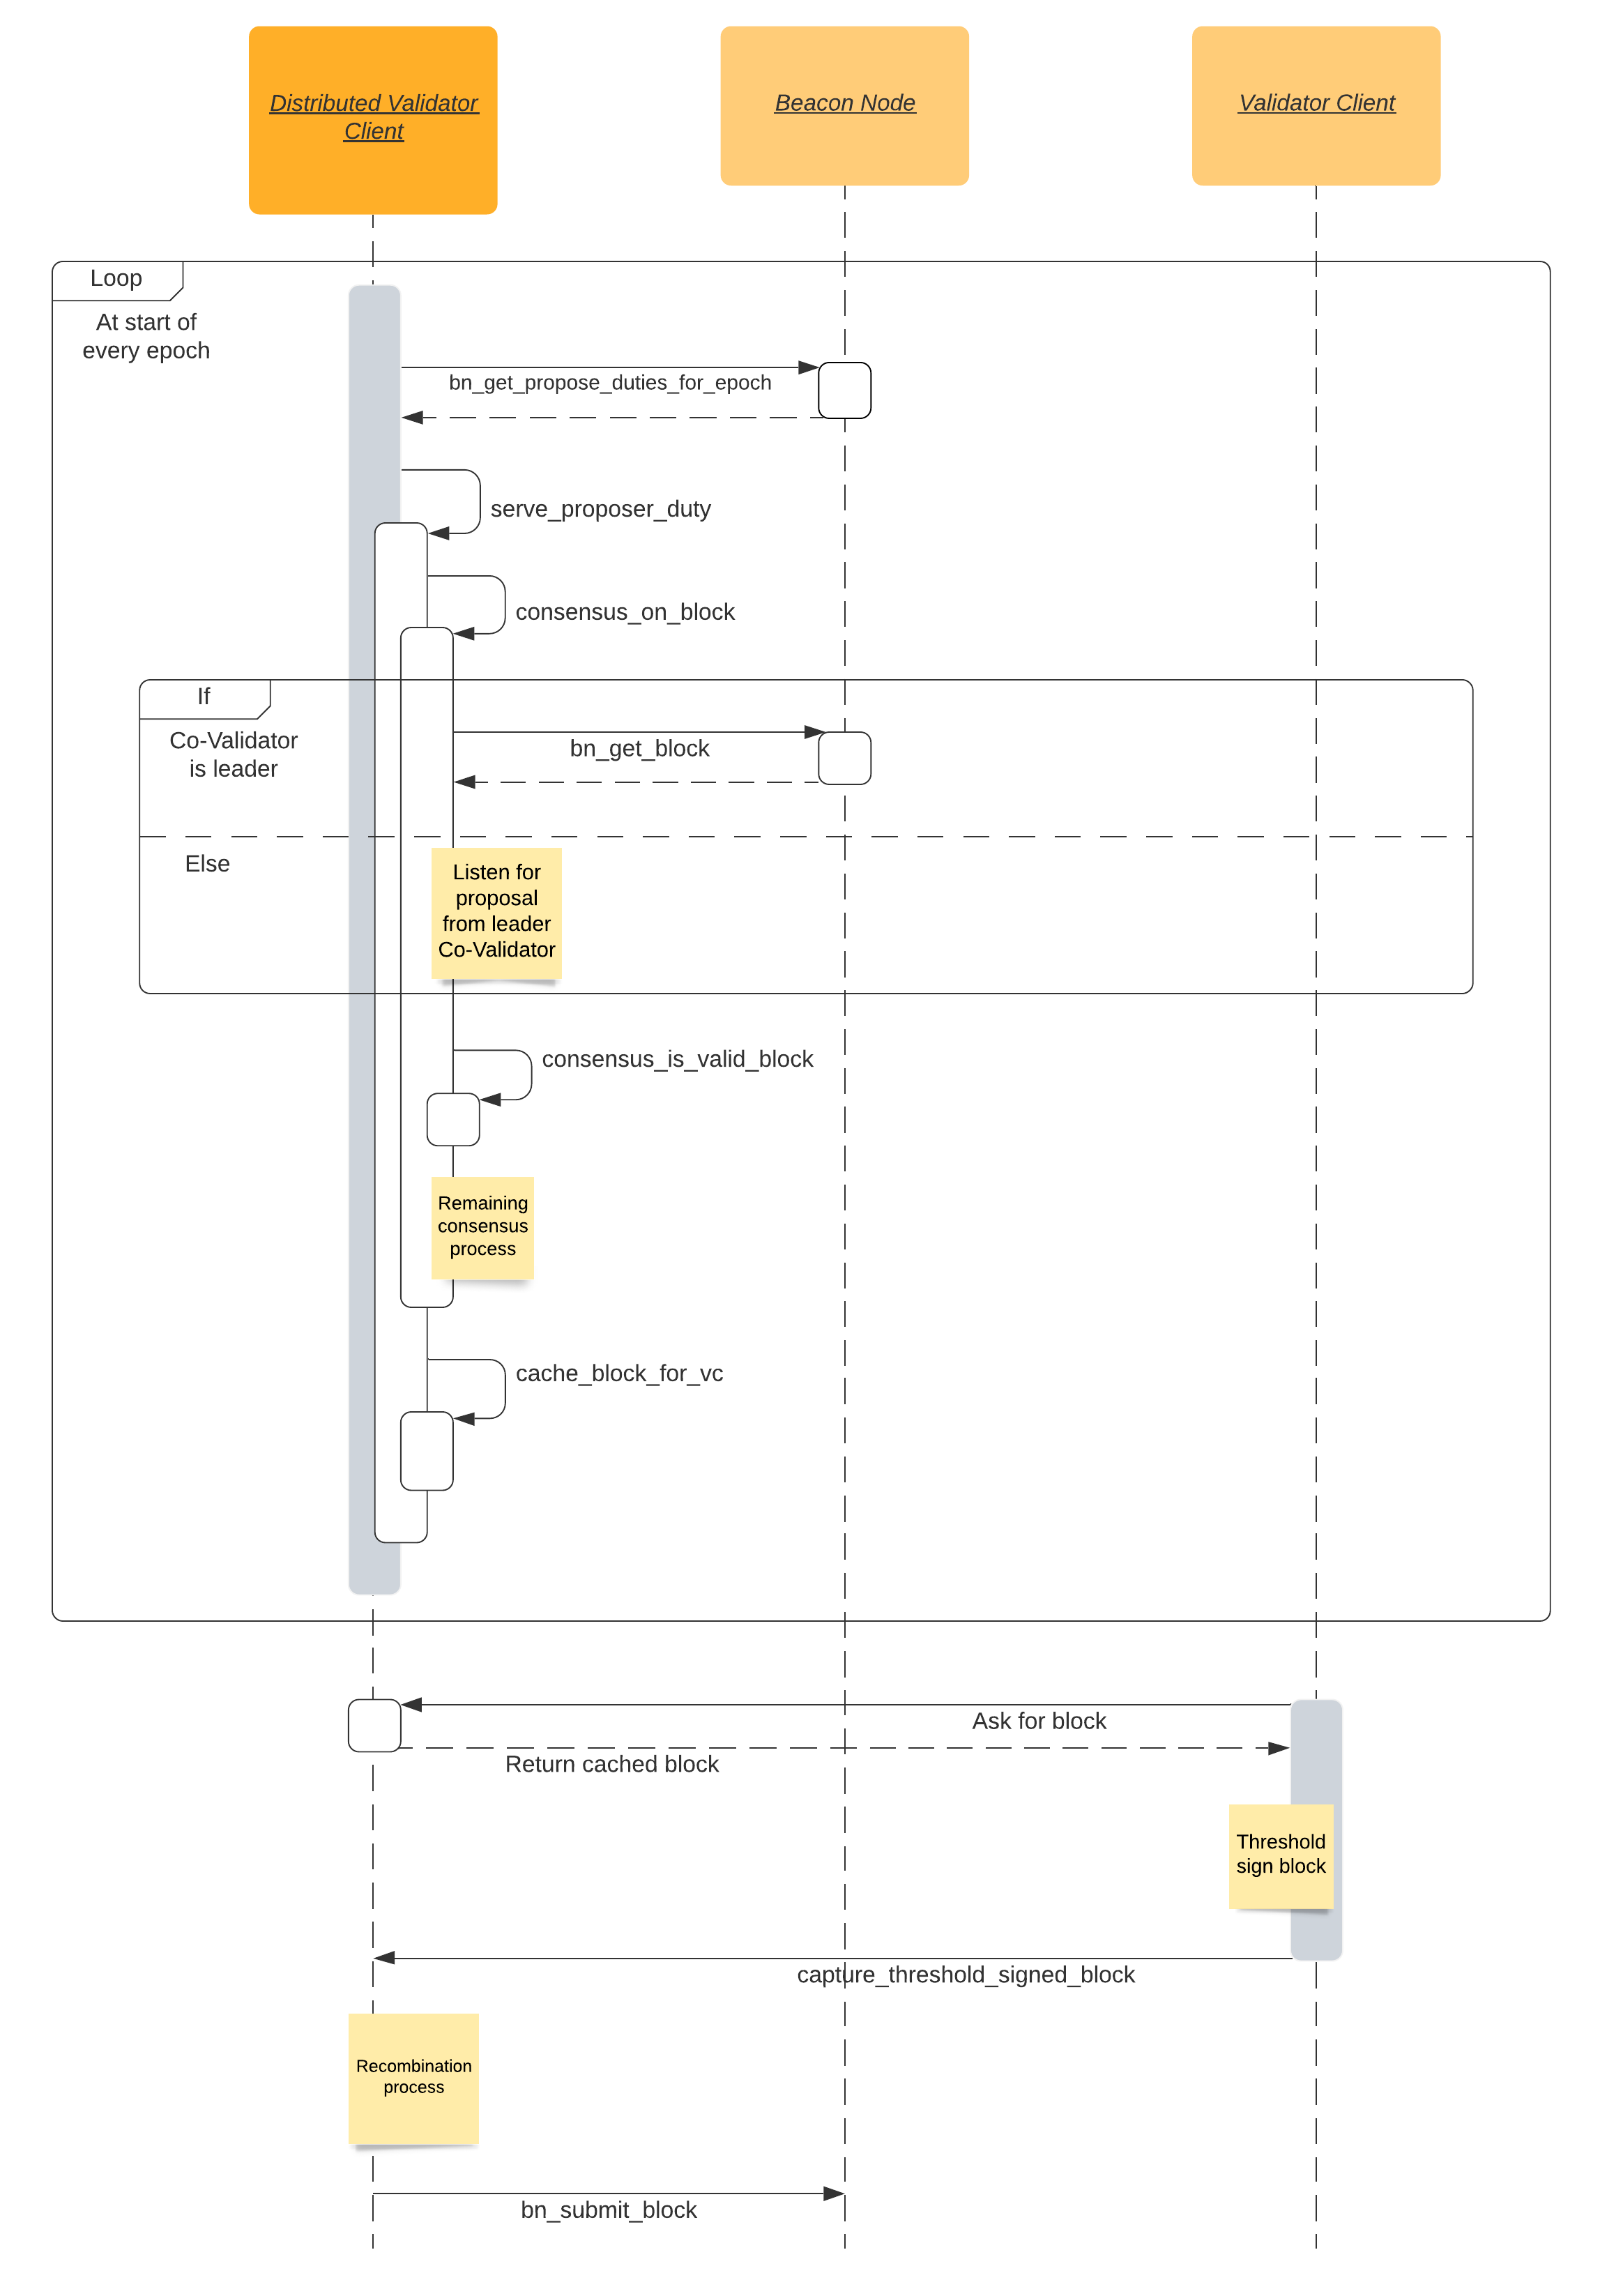 Distributed Validator
Client
Beacon Node
Validator Client
Loop
At start of
every epoch
bn_get_propose_duties_for_epoch
serve_proposer_duty
consensus_on_block
If
Co-Validator
is leader
bn_get_block
Else
Listen for
proposal
from leader
Co-Validator
consensus_is_valid_block
Remaining
consensus
process
cache_block_for_vc
Ask for block
Return cached block
Threshold
sign block
capture_threshold_signed_block
Recombination
process
bn_submit_block